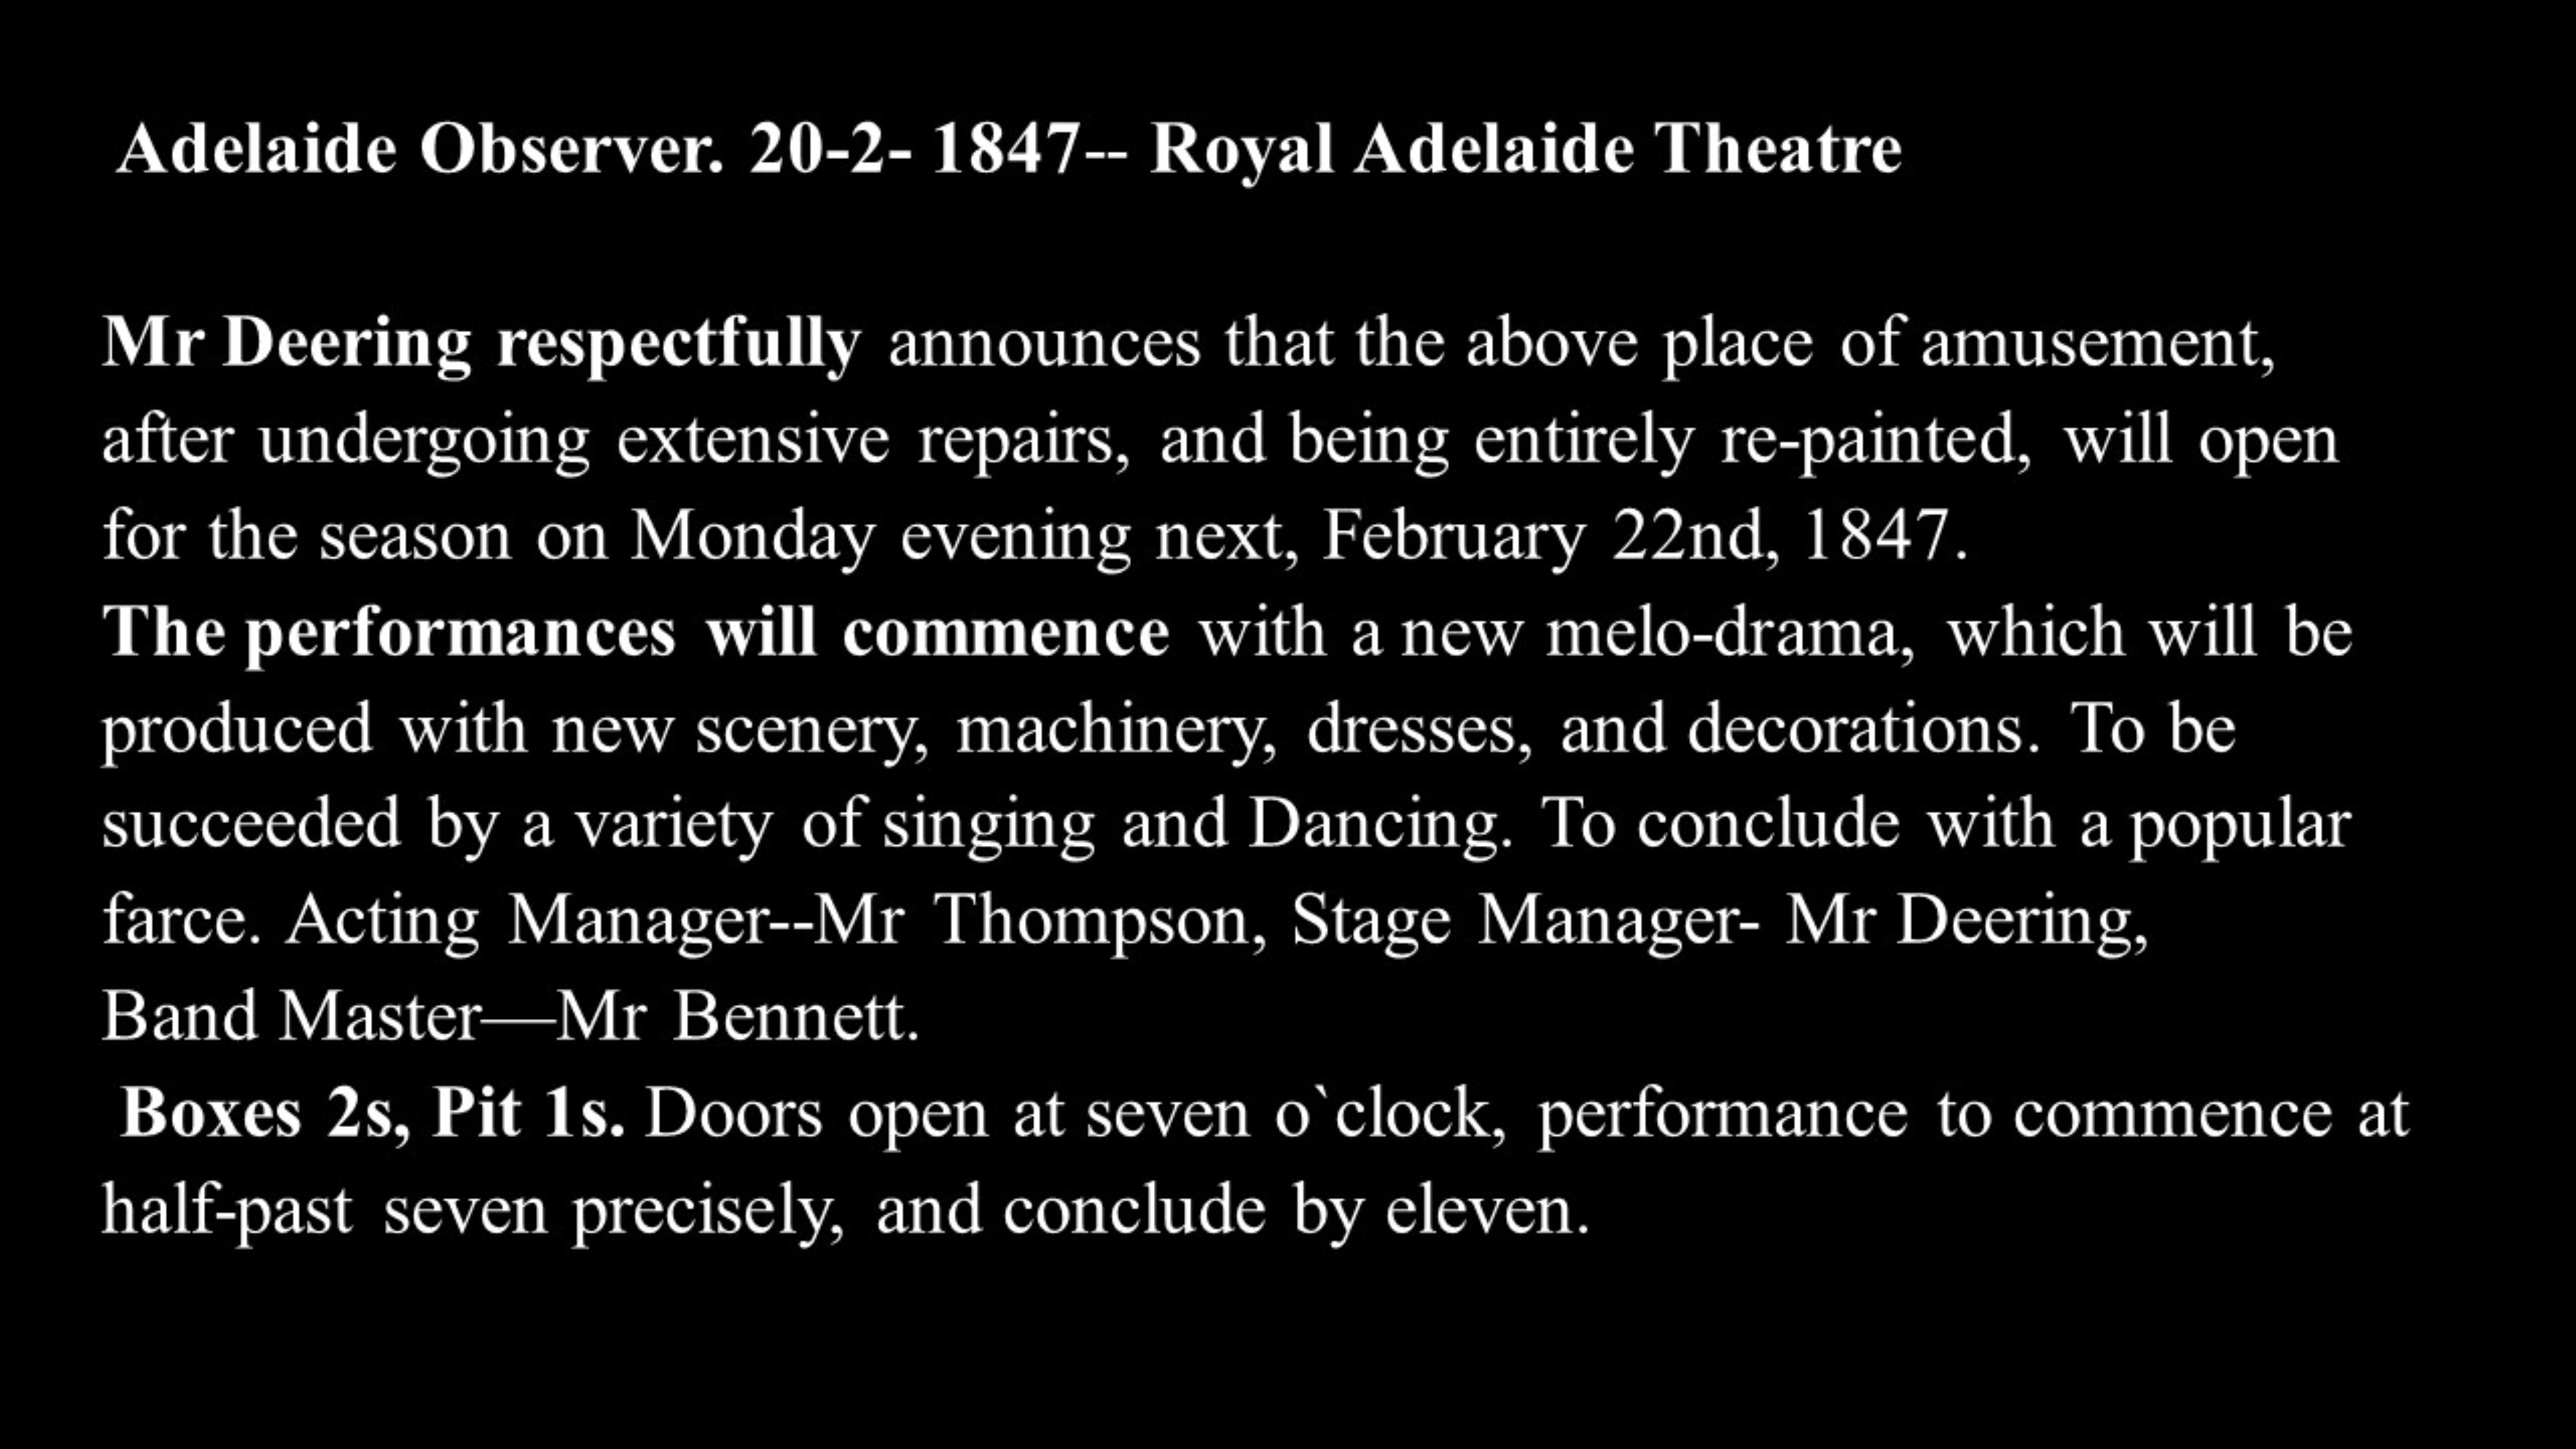 Adelaide Observer. 20-2- 1847-- Royal Adelaide Theatre
Mr Deering respectfully announces that the above place of amusement,
after undergoing extensive repairs, and being entirely re-painted, will open
for the season on Monday evening next, February 22nd, 1847.
The performances will commence with a new melo-drama, which will be
produced with new scenery, machinery, dresses, and decorations. To be
succeeded by a variety of singing and Dancing. To conclude with a popular
farce. Acting Manager--Mr Thompson, Stage Manager- Mr Deering,
Band Master—Mr Bennett.
Boxes 2s, Pit 1s. Doors open at seven o`clock, performance to commence at
half-past seven precisely, and conclude by eleven.